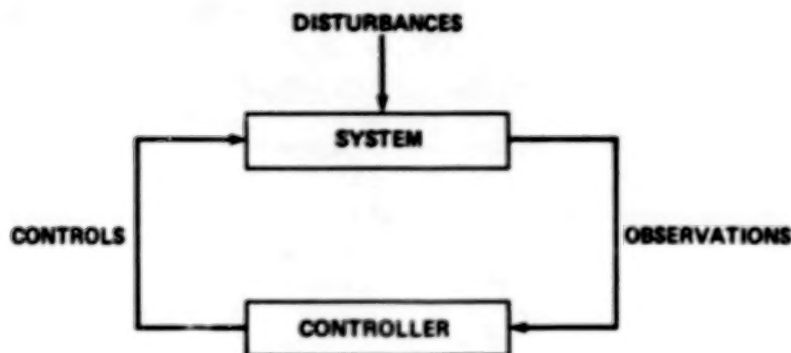 DISTURBANCES
SYSTEM
CONTROLS
OBSERVATIONS
CONTROLLER